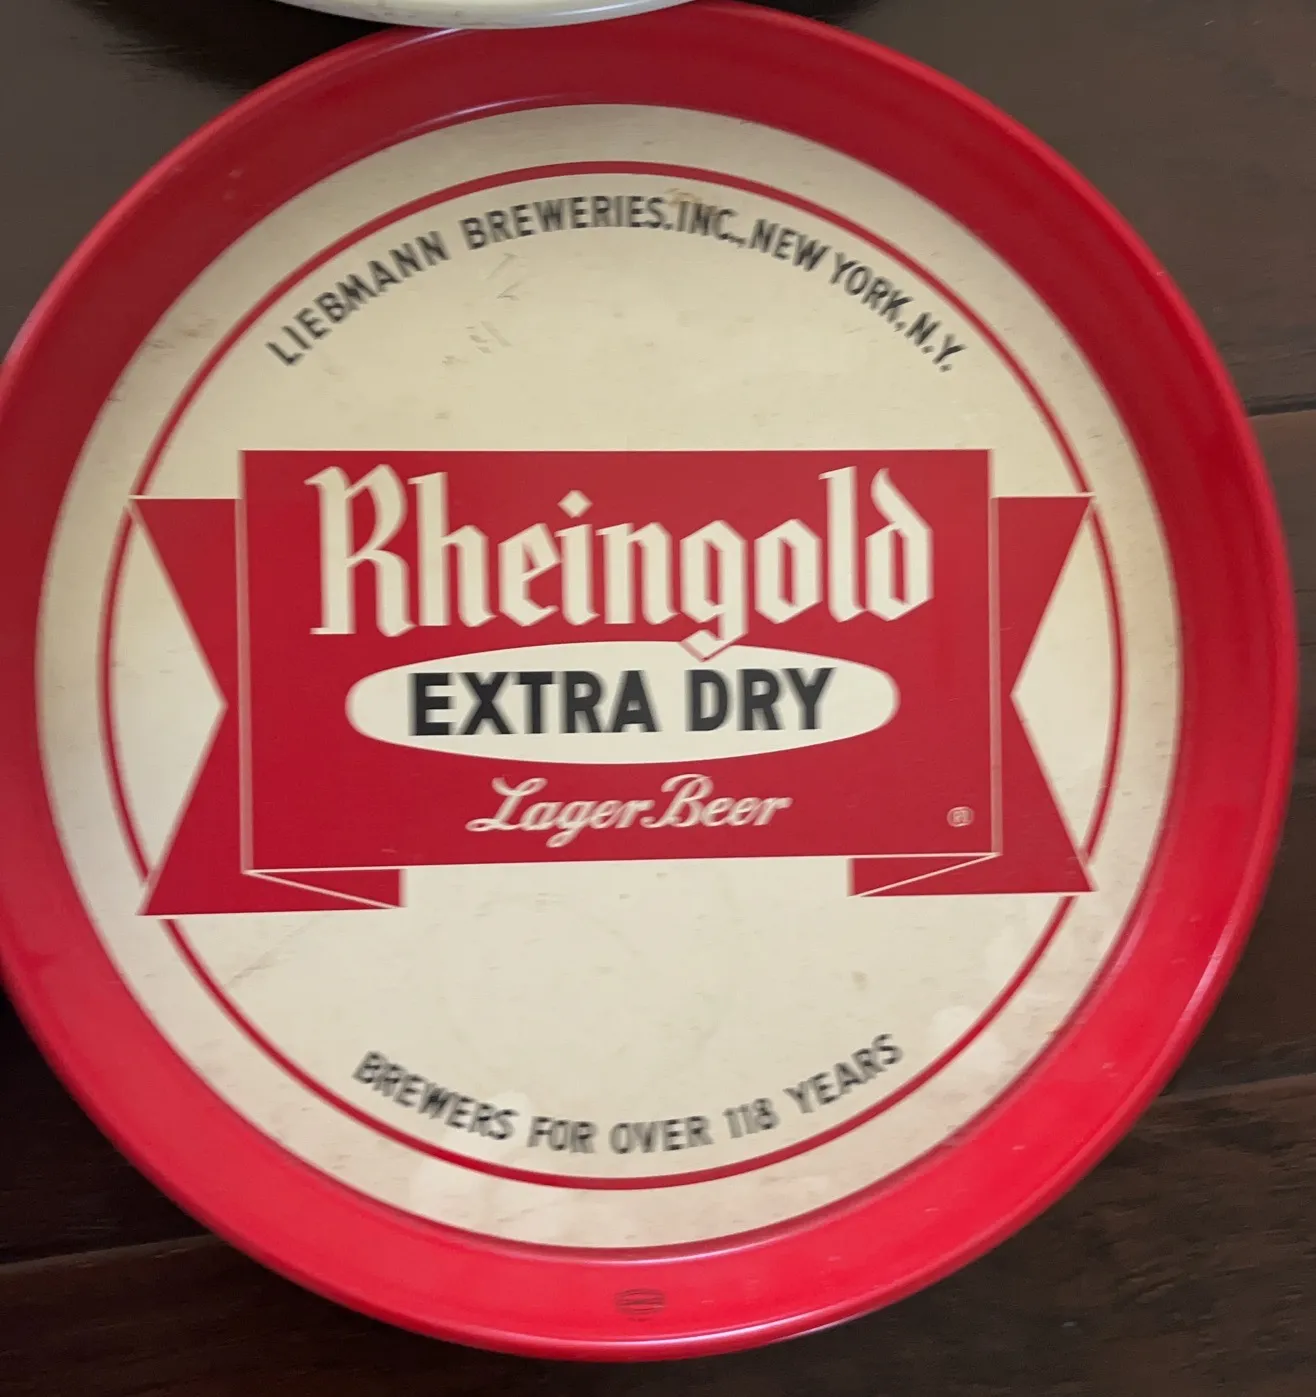 LIEBMANN BREWERIES.INC., NEW YORK, N.Y.
Rheingold
EXTRA DRY
Lager Beer
®
BREWERS FOR OVER 118 YEARS